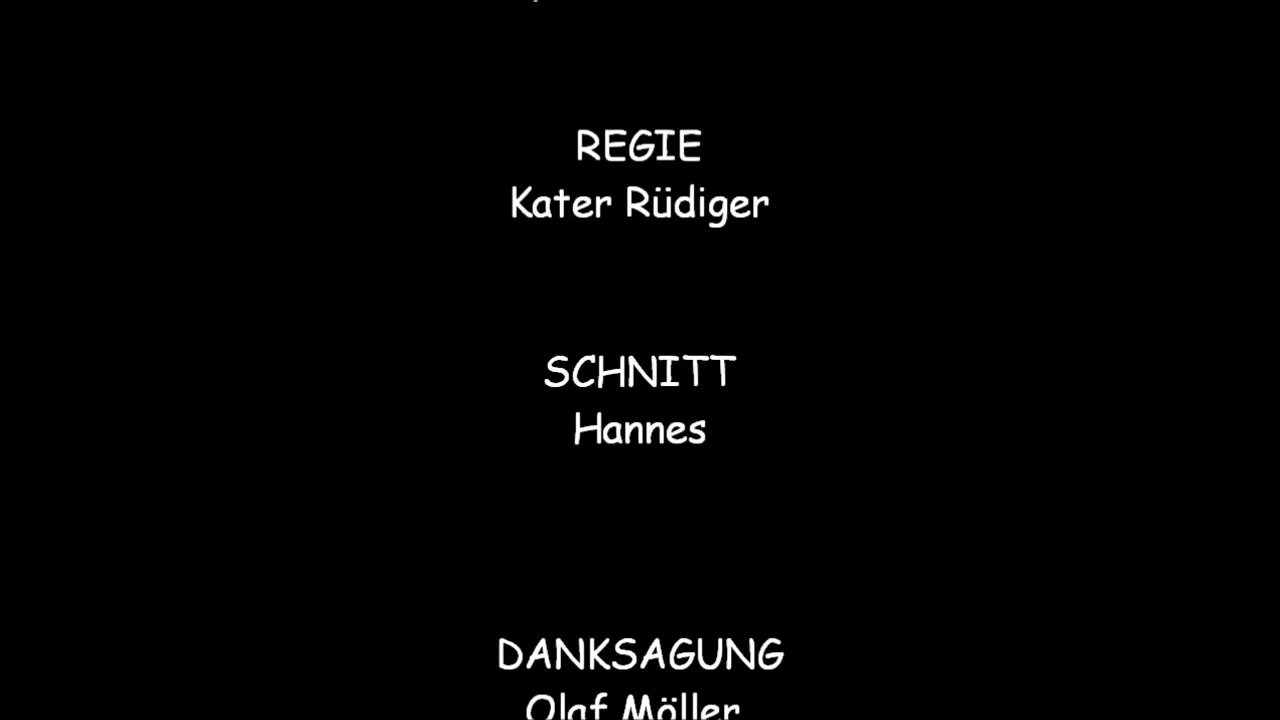 REGIE
Kater Rüdiger
SCHNITT
Hannes
DANKSAGUNG
Olaf Möller